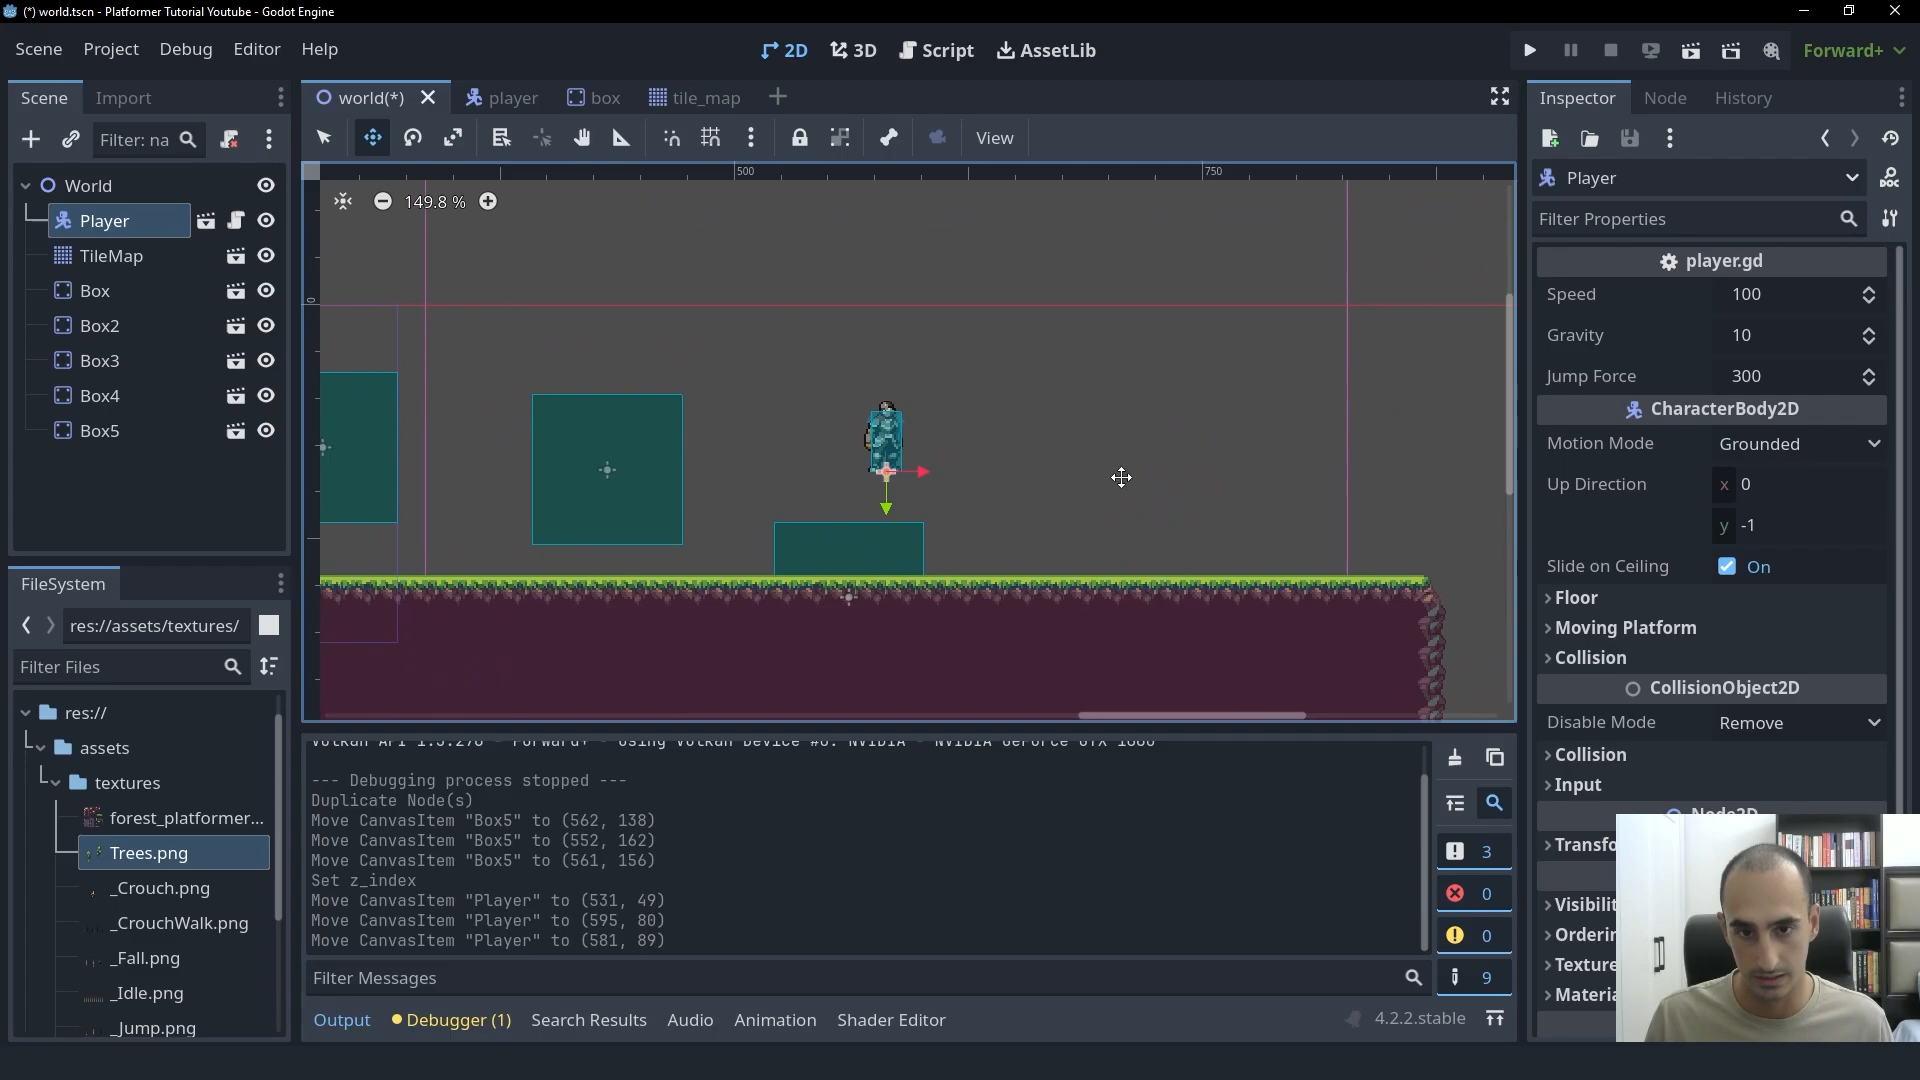 (*) world.tscn - Platformer Tutorial Youtube - Godot Engine
Scene Project Debug Editor Help
2D 3D Script AssetLib
Forward+
Scene Import
world(*) player box tile_map
Inspector Node History
Filter: na
View
World
Player
TileMap
Box
Box2
Box3
Box4
Box5
500 750
0
149.8 %
Player
Filter Properties
player.gd
Speed 100
Gravity 10
Jump Force 300
CharacterBody2D
Motion Mode Grounded
Up Direction x 0
y -1
Slide on Ceiling On
Floor
Moving Platform
Collision
CollisionObject2D
Disable Mode Remove
Collision
Input
Node2D
Transfo
Visibilit
Orderin
Texture
Materia
FileSystem
res://assets/textures/
Filter Files
res://
assets
textures
forest_platformer...
Trees.png
_Crouch.png
_CrouchWalk.png
_Fall.png
_Idle.png
_Jump.png
--- Debugging process stopped ---
Duplicate Node(s)
Move CanvasItem "Box5" to (562, 138)
Move CanvasItem "Box5" to (552, 162)
Move CanvasItem "Box5" to (561, 156)
Set z_index
Move CanvasItem "Player" to (531, 49)
Move CanvasItem "Player" to (595, 80)
Move CanvasItem "Player" to (581, 89)
3
0
0
9
Filter Messages
Output Debugger (1) Search Results Audio Animation Shader Editor
4.2.2.stable